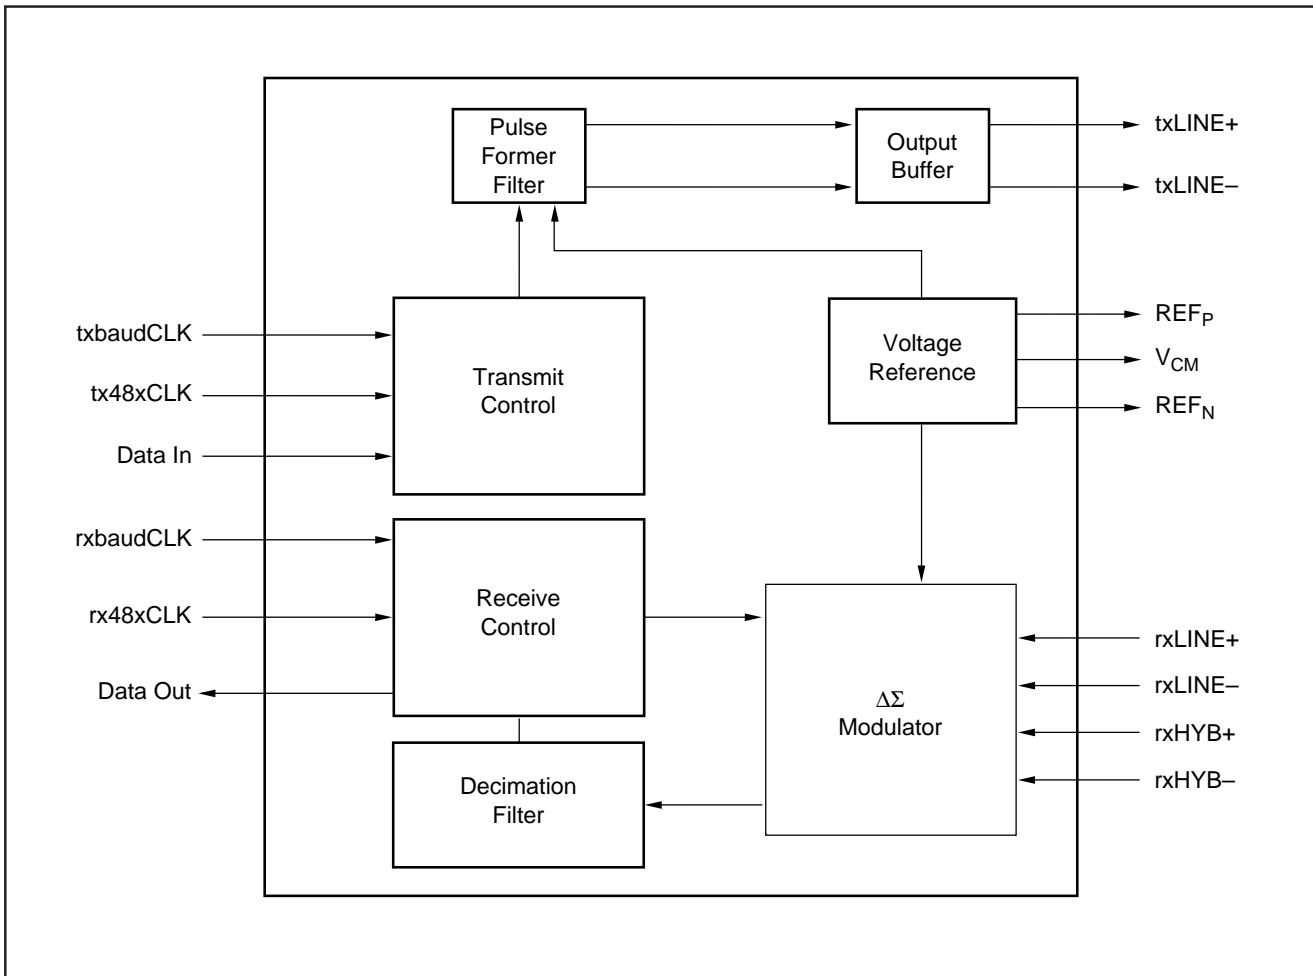 Pulse
Former
Filter
Output
Buffer
txLINE+
txLINE–
txbaudCLK
tx48xCLK
Data In
Transmit
Control
Voltage
Reference
REFP
VCM
REFN
rxbaudCLK
rx48xCLK
Data Out
Receive
Control
ΔΣ
Modulator
rxLINE+
rxLINE–
rxHYB+
rxHYB–
Decimation
Filter